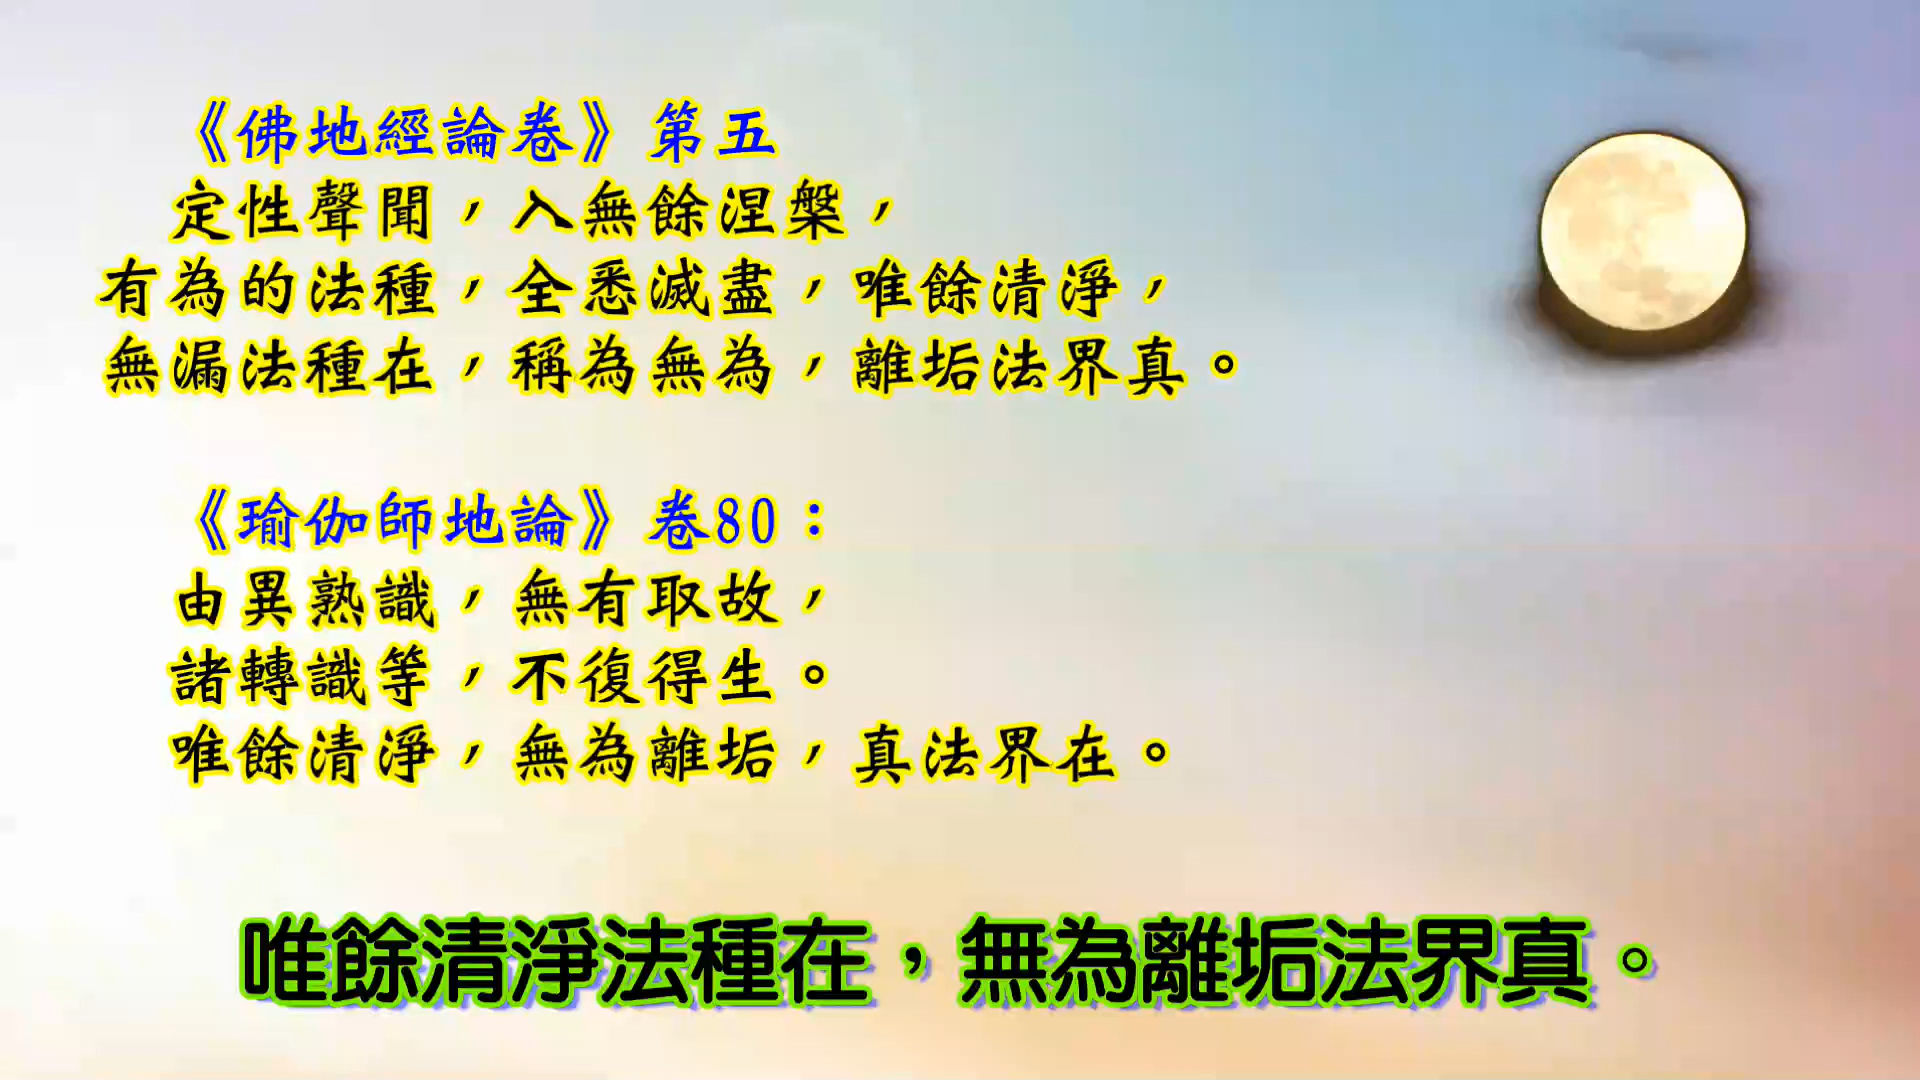 《佛地經論卷》第五
定性聲聞，入無餘涅槃，
有為的法種，全悉滅盡，唯餘清淨，
無漏法種在，稱為無為，離垢法界真。
《瑜伽師地論》卷80：
由異熟識，無有取故，
諸轉識等，不復得生。
唯餘清淨，無為離垢，真法界在。
唯餘清淨法種在，無為離垢法界真。